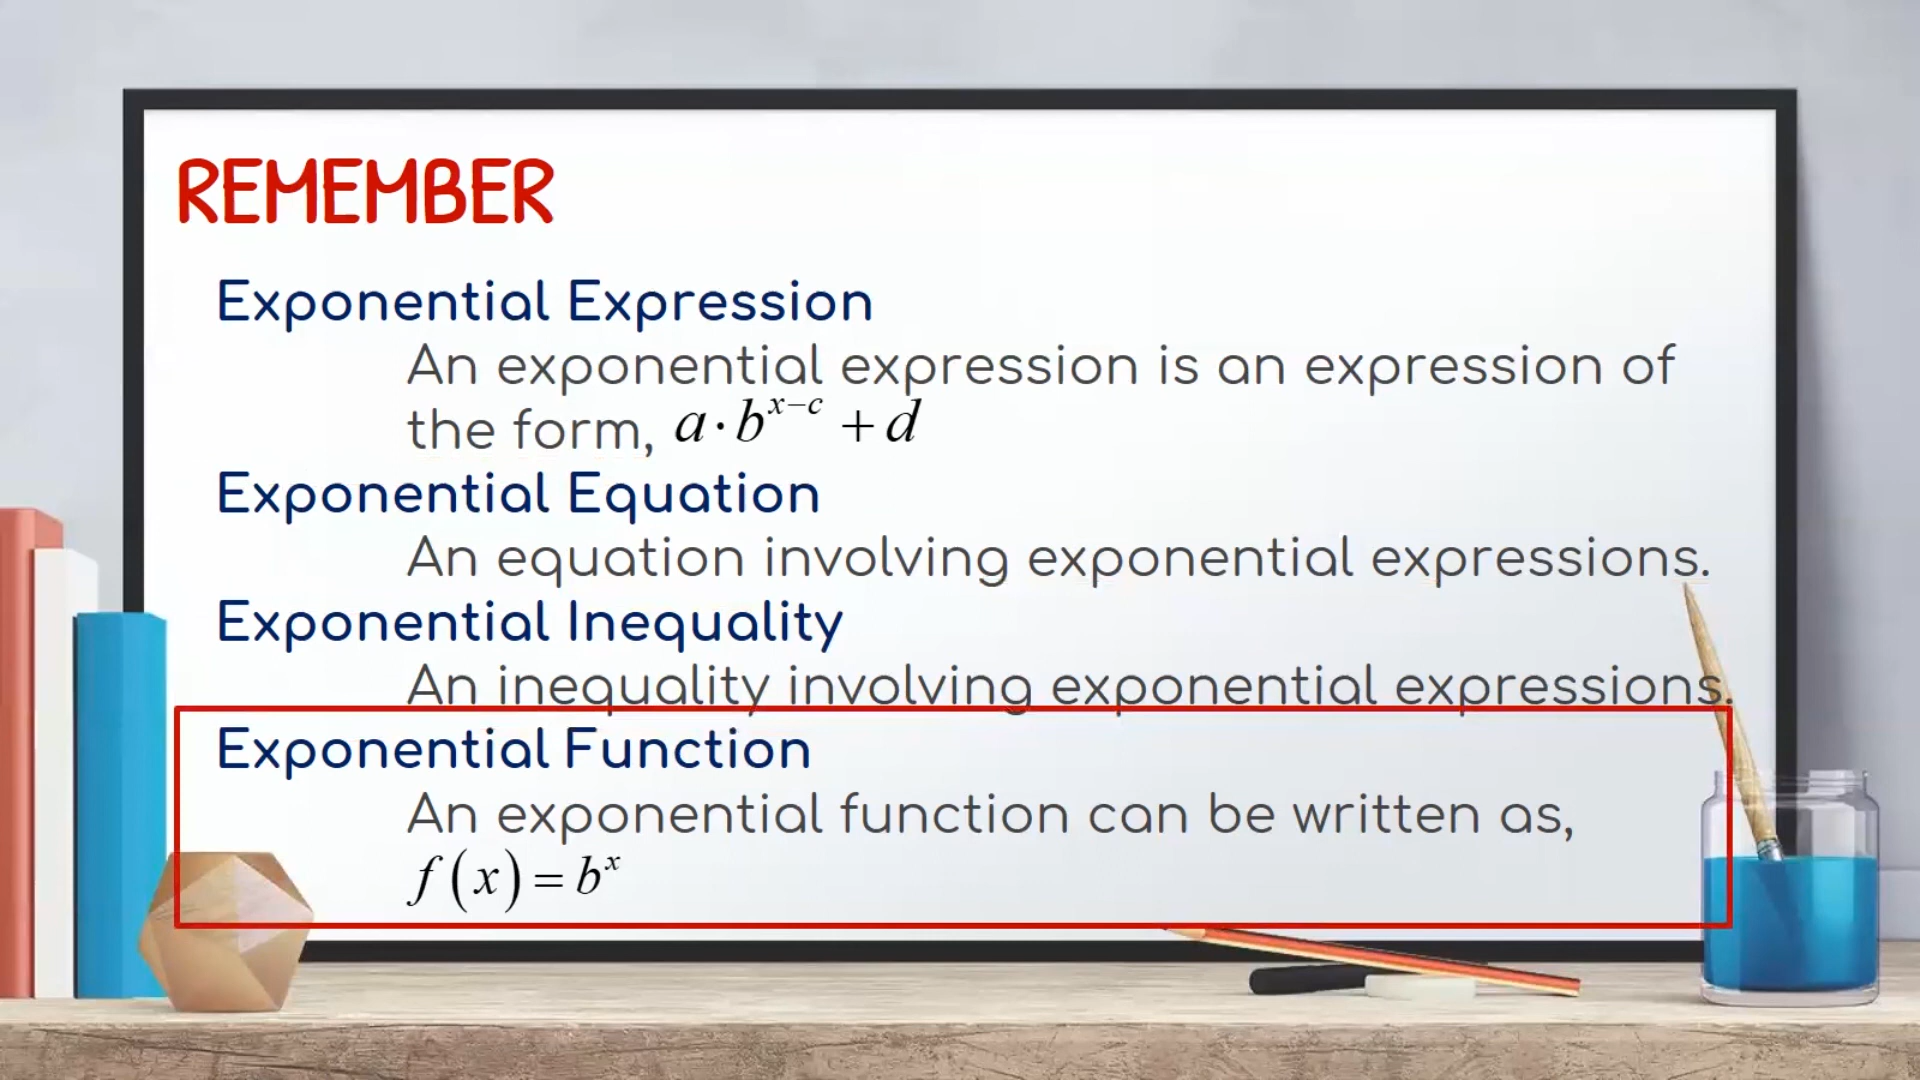 REMEMBER
Exponential Expression
An exponential expression is an expression of
the form, a·b^{x−c} + d
Exponential Equation
An equation involving exponential expressions.
Exponential Inequality
An inequality involving exponential expressions.
Exponential Function
An exponential function can be written as,
f(x) = b^x